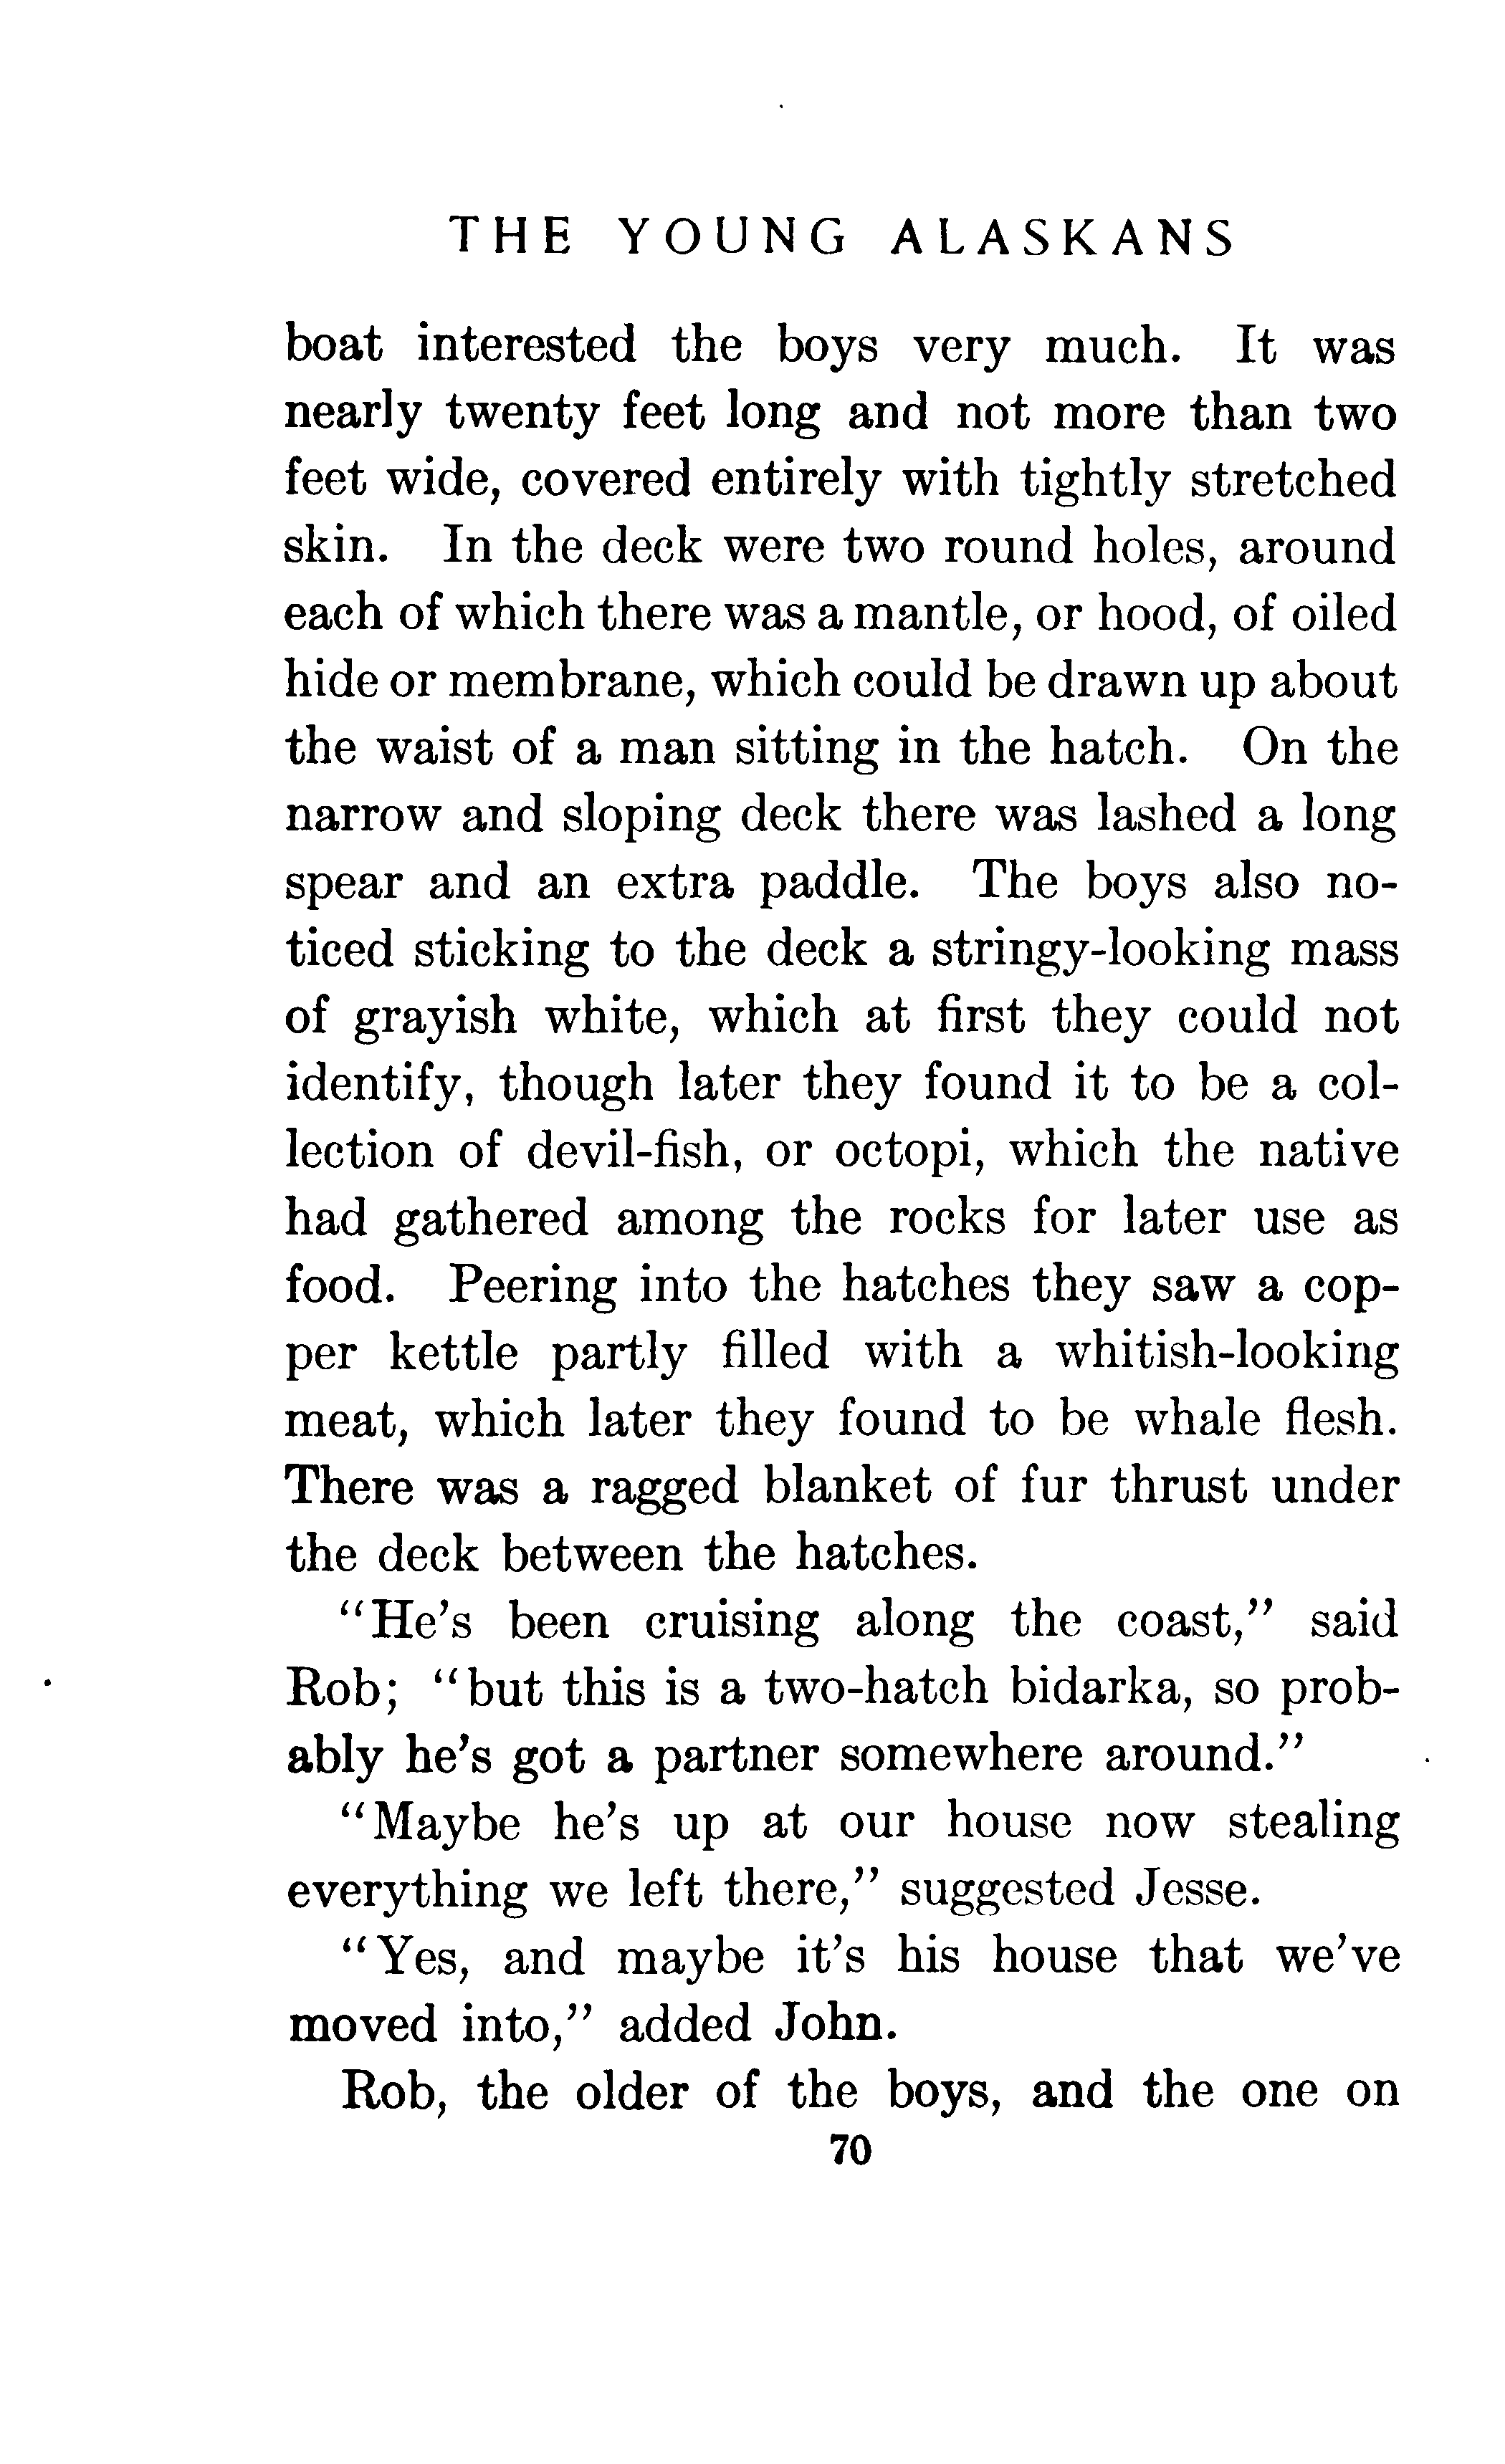 THE YOUNG ALASKANS
boat interested the boys very much. It was
nearly twenty feet long and not more than two
feet wide, covered entirely with tightly stretched
skin. In the deck were two round holes, around
each of which there was a mantle, or hood, of oiled
hide or membrane, which could be drawn up about
the waist of a man sitting in the hatch. On the
narrow and sloping deck there was lashed a long
spear and an extra paddle. The boys also no-
ticed sticking to the deck a stringy-looking mass
of grayish white, which at first they could not
identify, though later they found it to be a col-
lection of devil-fish, or octopi, which the native
had gathered among the rocks for later use as
food. Peering into the hatches they saw a cop-
per kettle partly filled with a whitish-looking
meat, which later they found to be whale flesh.
There was a ragged blanket of fur thrust under
the deck between the hatches.
"He's been cruising along the coast," said
Rob; "but this is a two-hatch bidarka, so prob-
ably he's got a partner somewhere around."
"Maybe he's up at our house now stealing
everything we left there," suggested Jesse.
"Yes, and maybe it's his house that we've
moved into," added John.
Rob, the older of the boys, and the one on
70